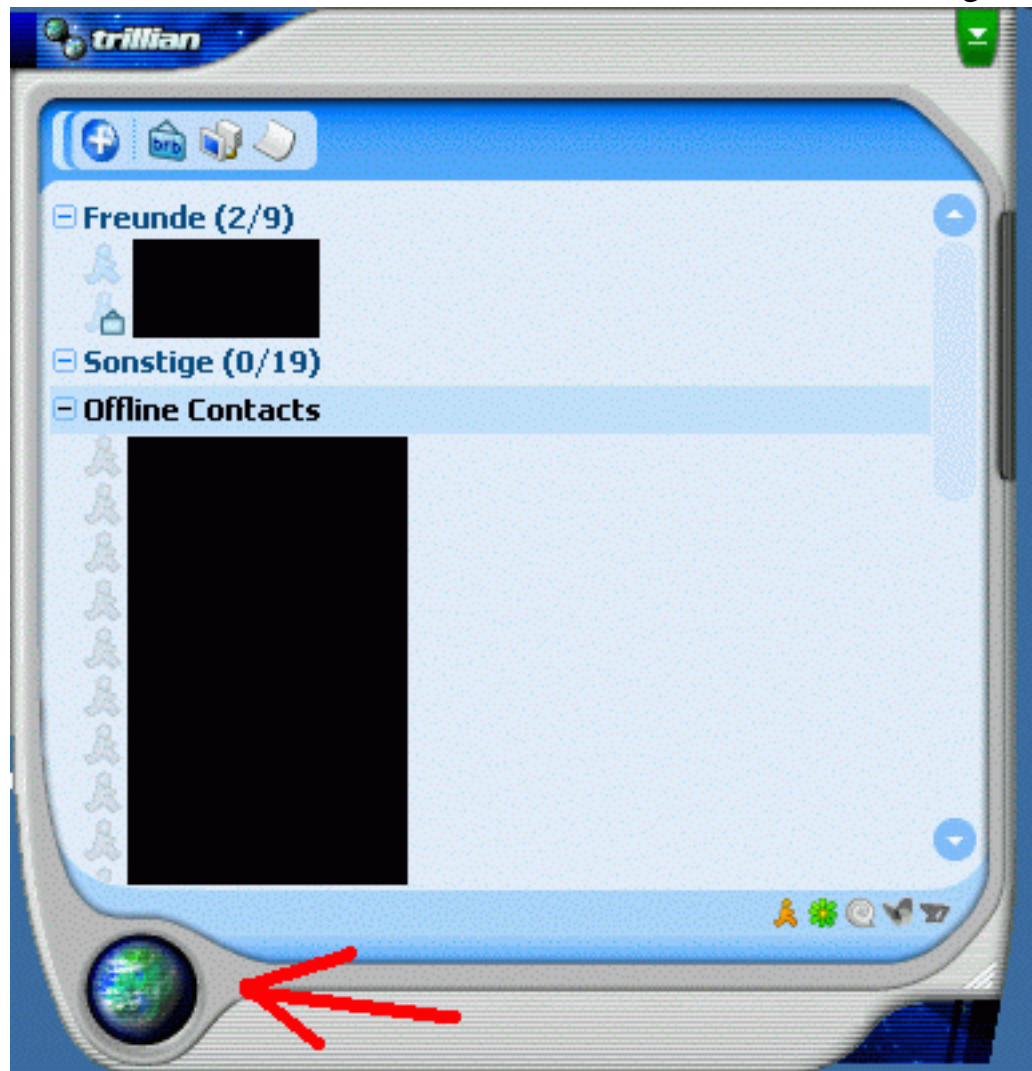 trillian
brb
Freunde (2/9)
Sonstige (0/19)
Offline Contacts